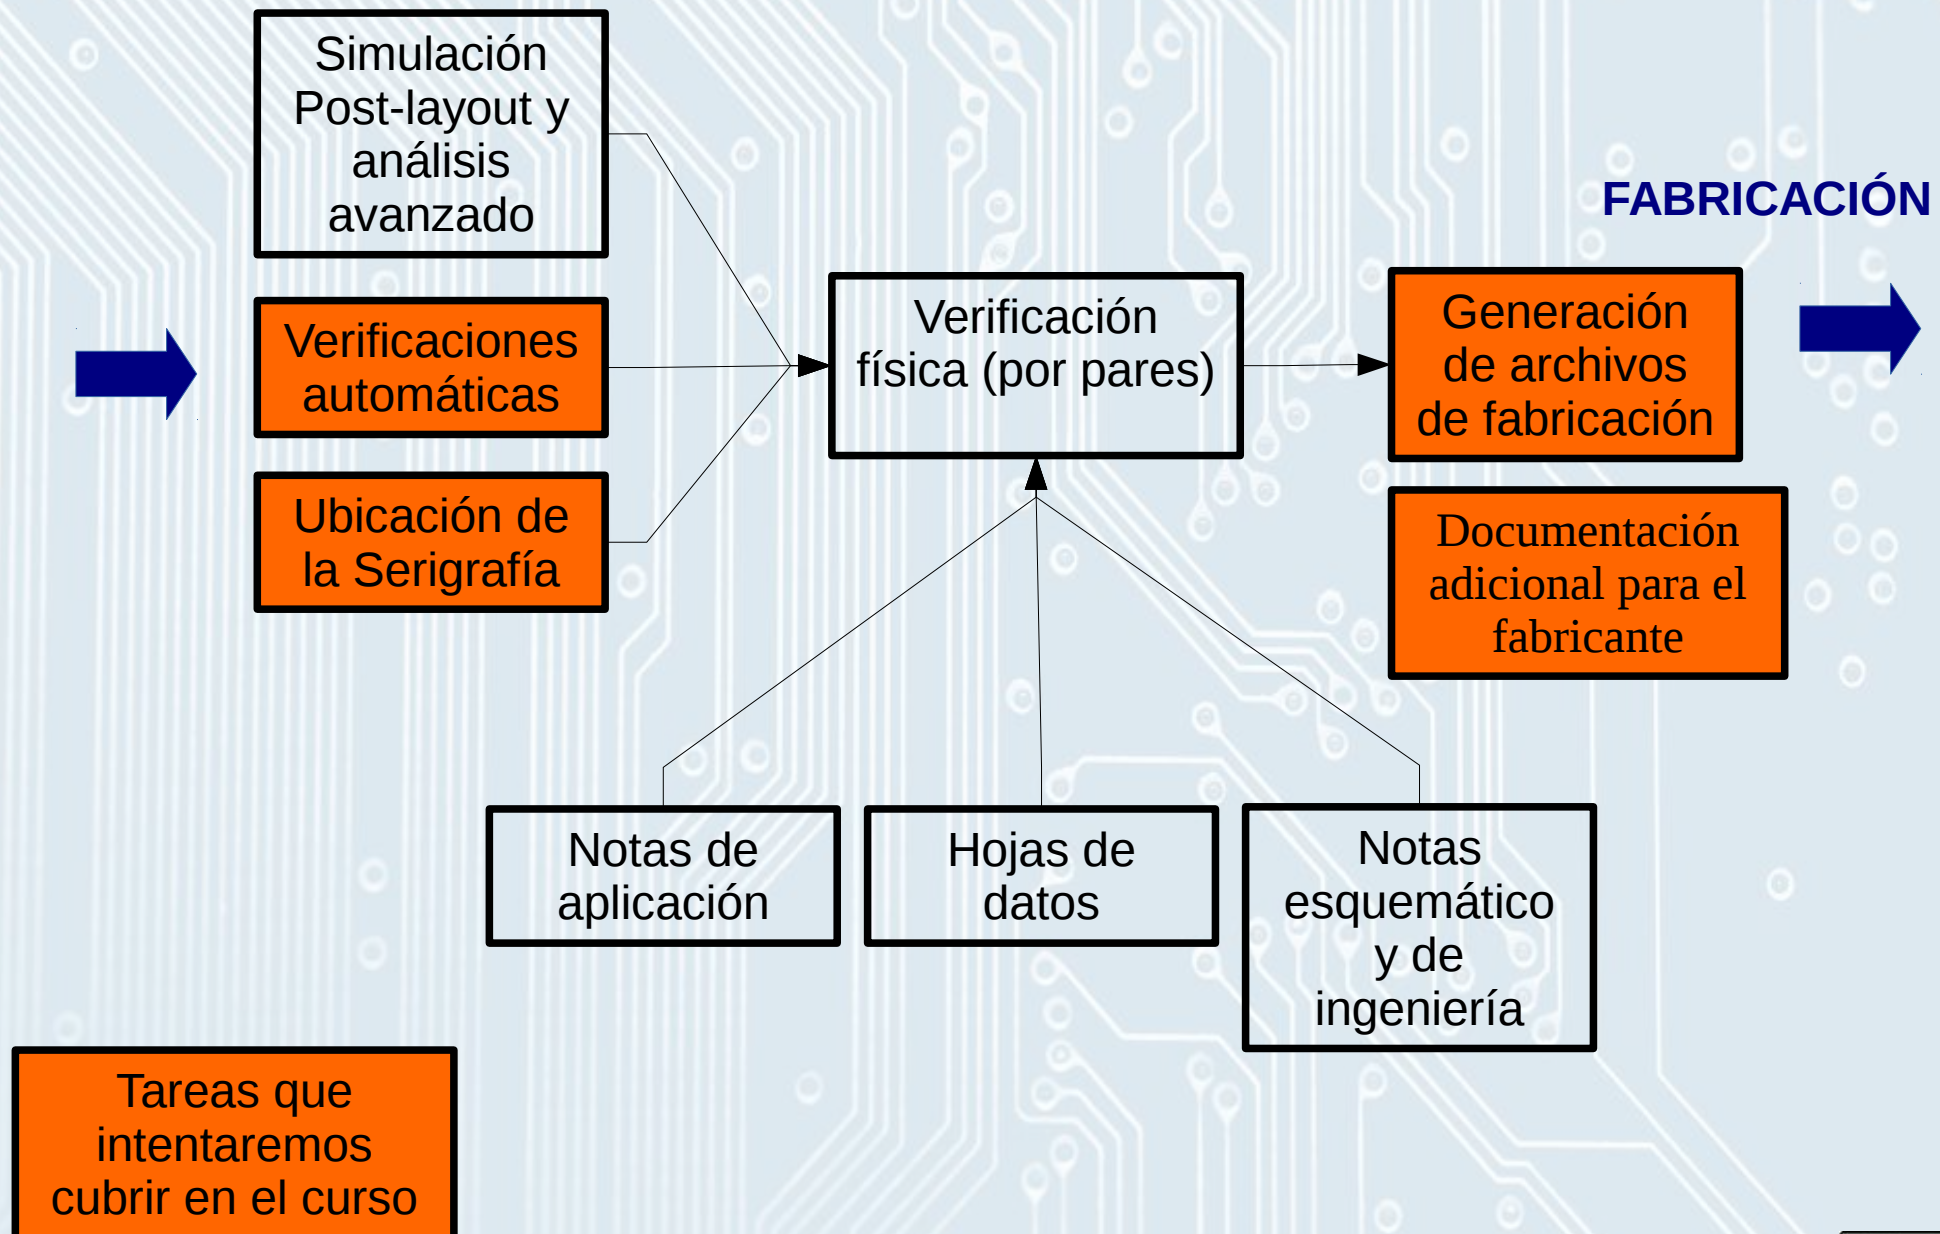 Simulación
Post-layout y
análisis
avanzado
Verificaciones
automáticas
Ubicación de
la Serigrafía
Verificación
física (por pares)
FABRICACIÓN
Generación
de archivos
de fabricación
Documentación
adicional para el
fabricante
Notas de
aplicación
Hojas de
datos
Notas
esquemático
y de
ingeniería
Tareas que
intentaremos
cubrir en el curso